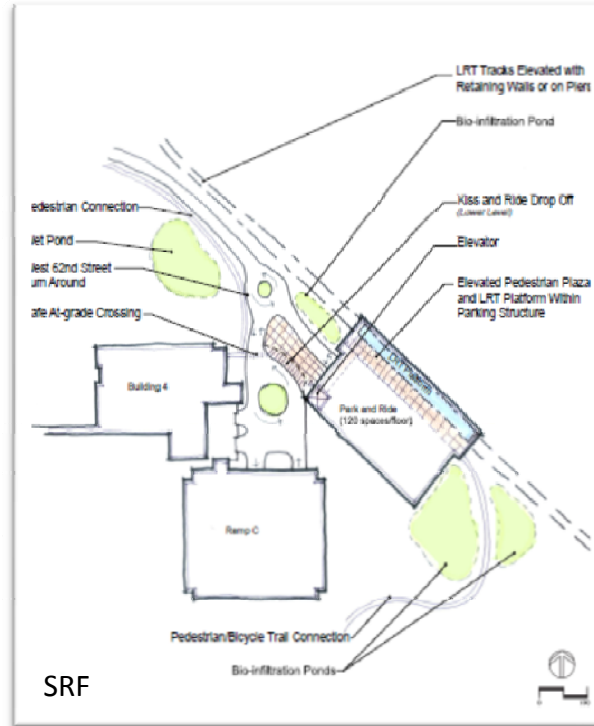 LRT Tracks Elevated with
Retaining Walls or on Piers
Bio-infiltration Pond
edestrian Connection
Kiss and Ride Drop Off
(Lower Level)
et Pond
Elevator
est 62nd Street
urn Around
Elevated Pedestrian Plaza
and LRT Platform Within
Parking Structure
afe At-grade Crossing
Building 4
Park and Ride
(120 spaces/floor)
Ramp C
Pedestrian/Bicycle Trail Connection
Bio-infiltration Ponds
SRF
0